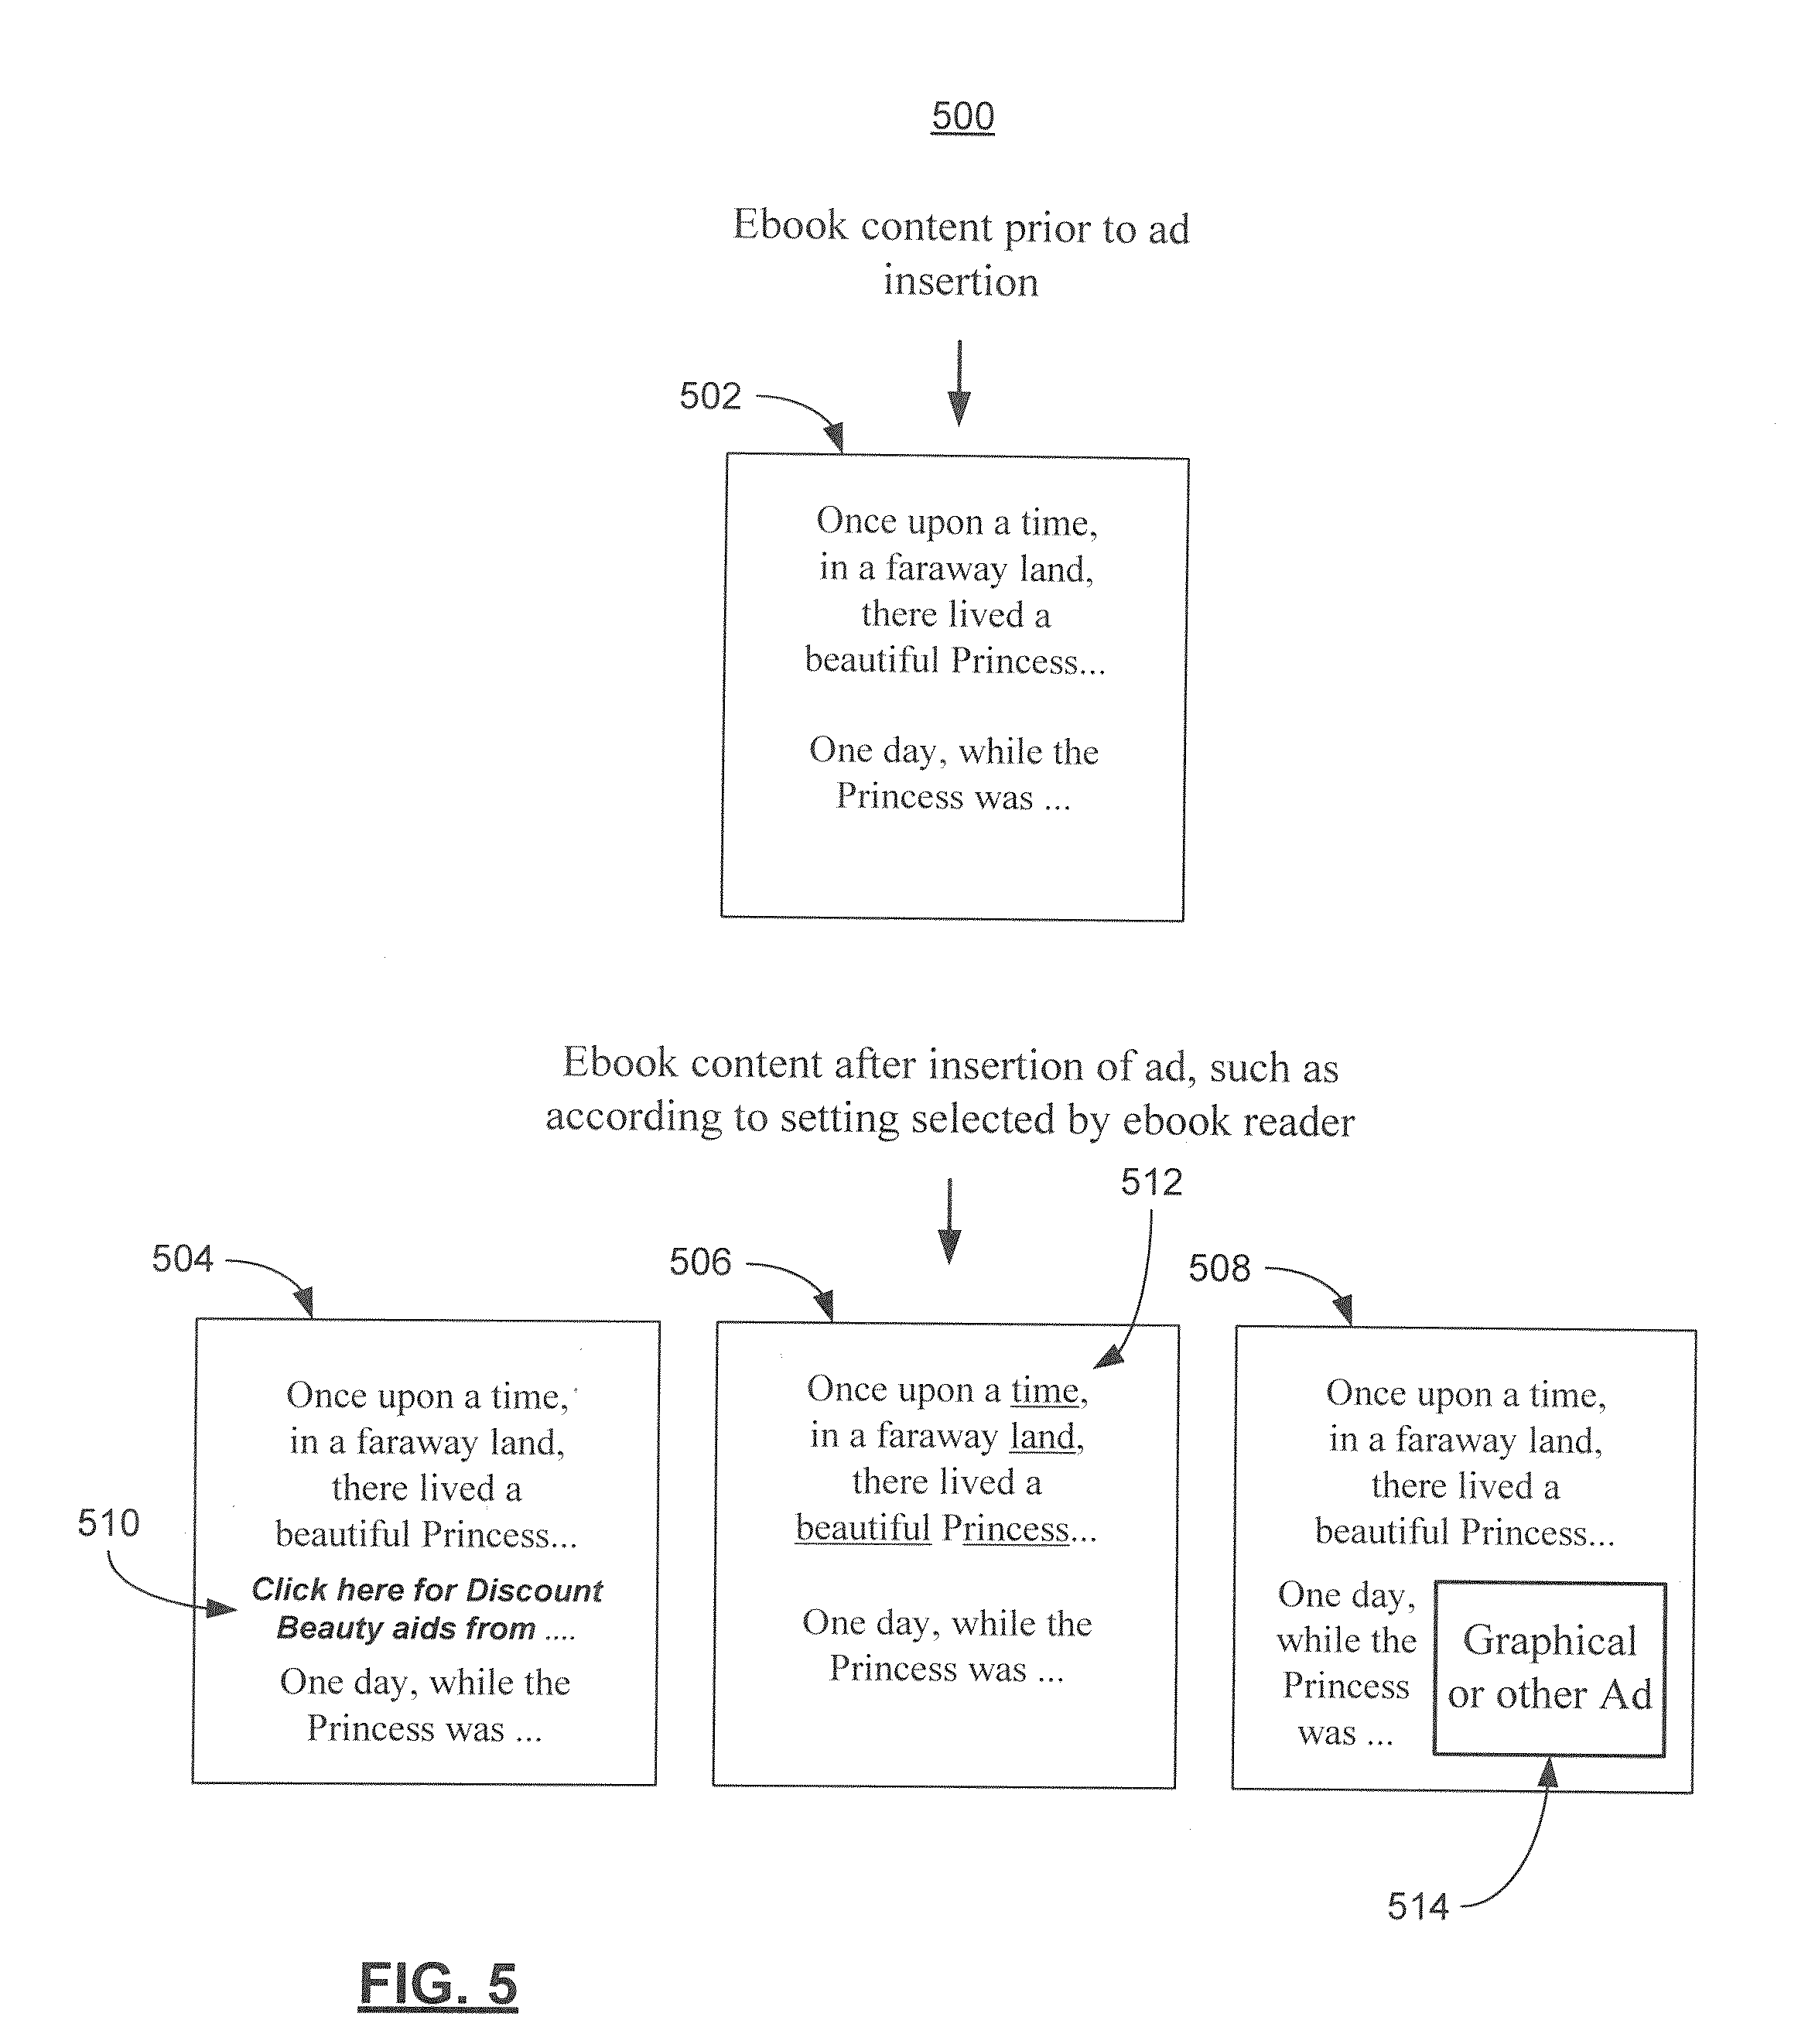 500
Ebook content prior to ad
insertion
502
Once upon a time,
in a faraway land,
there lived a
beautiful Princess...
One day, while the
Princess was ...
Ebook content after insertion of ad, such as
according to setting selected by ebook reader
512
504
506
508
Once upon a time,
in a faraway land,
there lived a
beautiful Princess...
510
Click here for Discount
Beauty aids from ....
One day, while the
Princess was ...
Once upon a time,
in a faraway land,
there lived a
beautiful Princess...
One day, while the
Princess was ...
Once upon a time,
in a faraway land,
there lived a
beautiful Princess...
One day,
while the
Princess
was ...
Graphical
or other Ad
514
FIG. 5